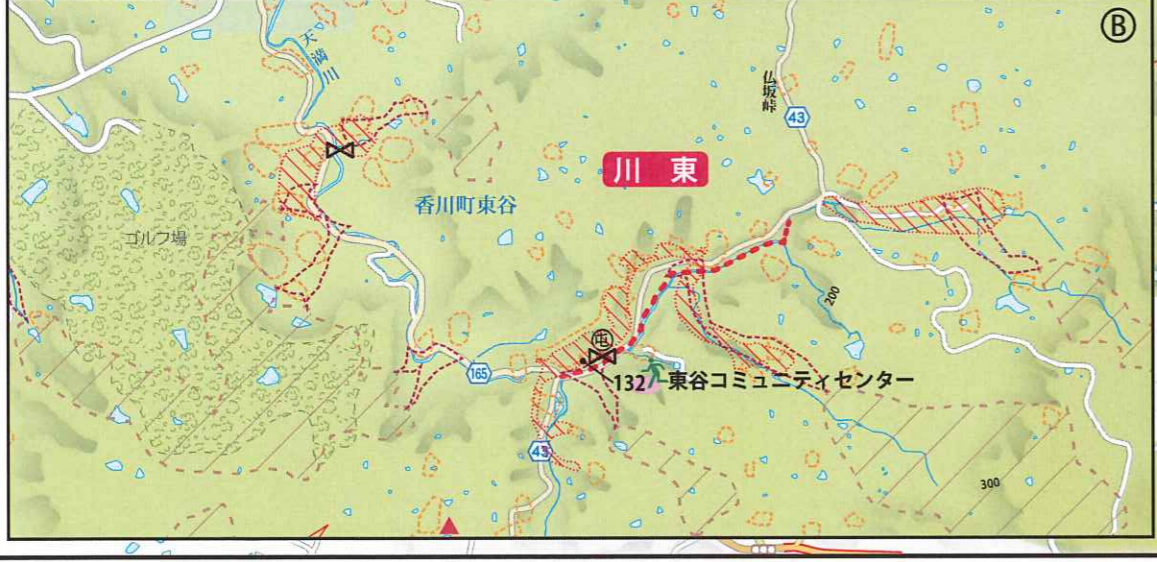 Ⓑ
天満川
仏坂峠
43
川東
香川町東谷
ゴルフ場
200
屯
165
132
東谷コミュニティセンター
43
300